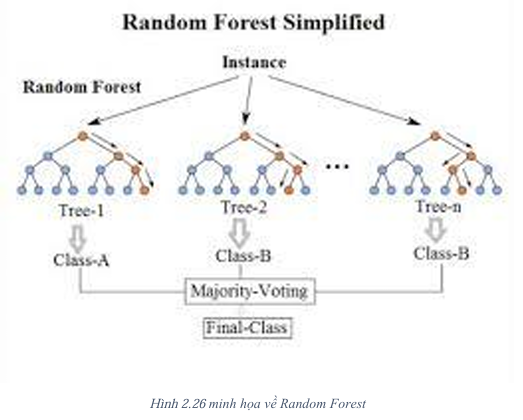 Random Forest Simplified
Instance
Random Forest
...
Tree-1 Tree-2 Tree-n
Class-A Class-B Class-B
Majority-Voting
Final-Class
Hình 2.26 minh họa về Random Forest